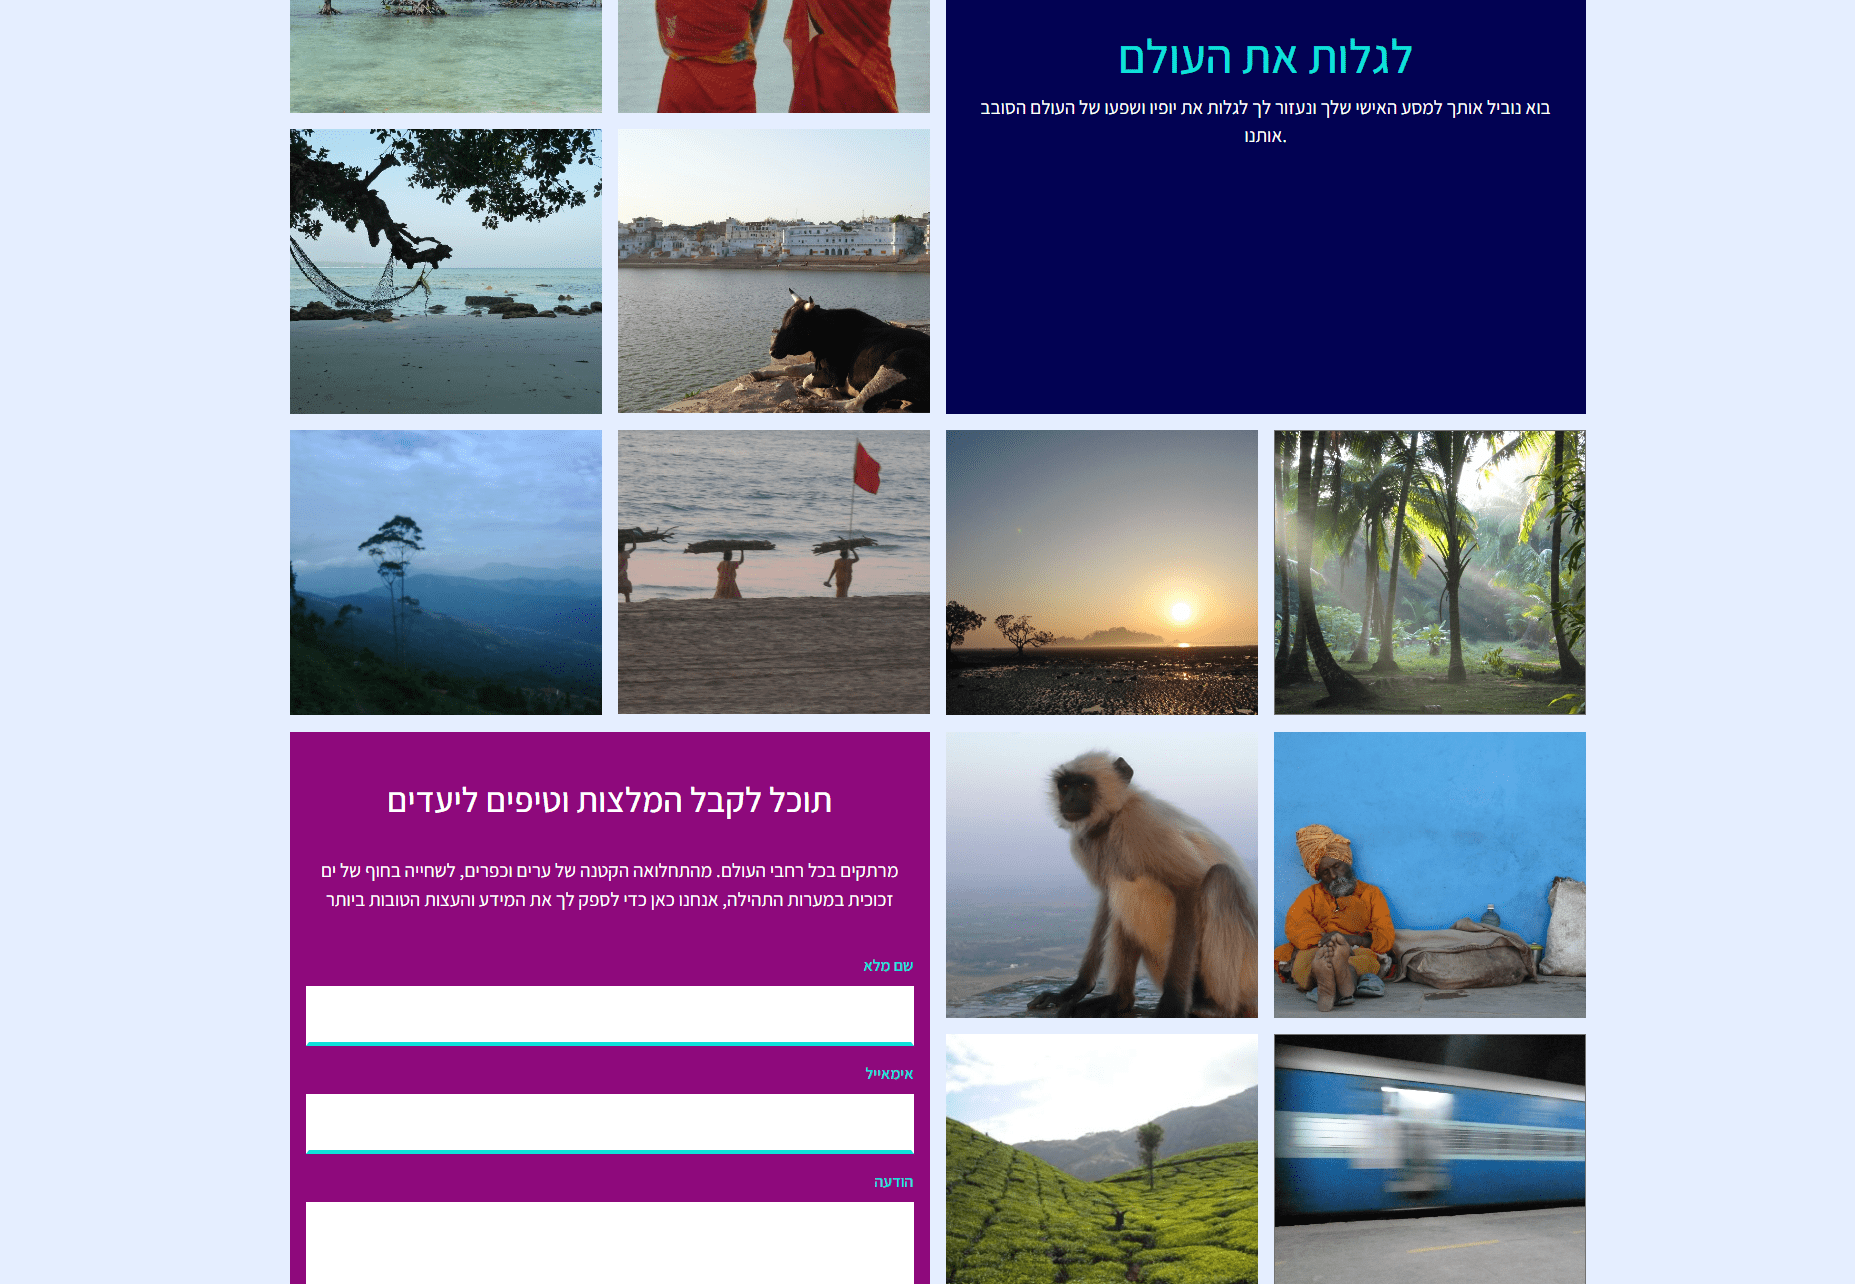 לגלות את העולם
בוא נוביל אותך למסע האישי שלך ונעזור לך לגלות את יופיו ושפעו של העולם הסובב
אותנו.
תוכל לקבל המלצות וטיפים ליעדים
מרתקים בכל רחבי העולם. מהתחלואה הקטנה של ערים וכפרים, לשחייה בחוף של ים
זכוכית במערות התהילה, אנחנו כאן כדי לספק לך את המידע והעצות הטובות ביותר
שם מלא
אימאייל
הודעה